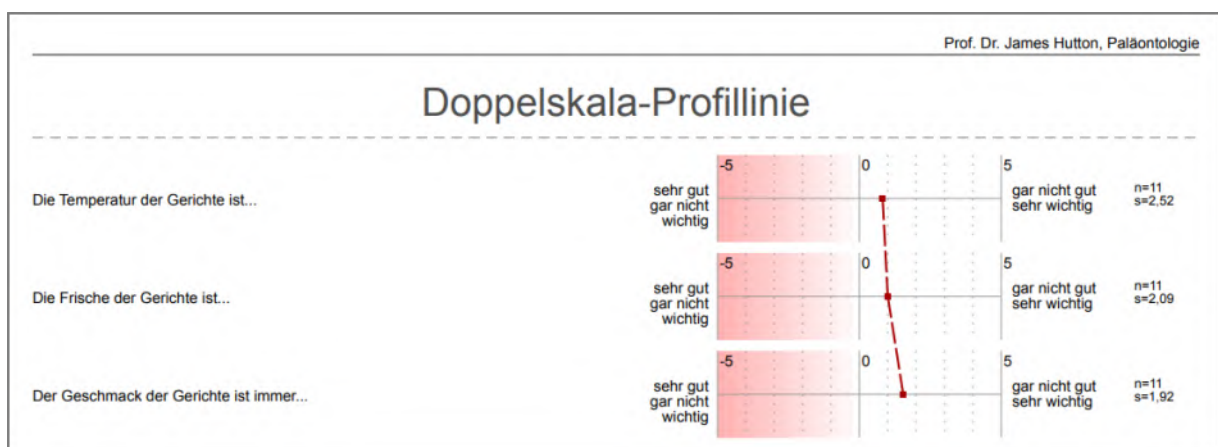 Prof. Dr. James Hutton, Paläontologie
Doppelskala-Profillinie
Die Temperatur der Gerichte ist...
sehr gut
gar nicht
wichtig
-5
0
5
gar nicht gut
sehr wichtig
n=11
s=2,52
Die Frische der Gerichte ist...
sehr gut
gar nicht
wichtig
-5
0
5
gar nicht gut
sehr wichtig
n=11
s=2,09
Der Geschmack der Gerichte ist immer...
sehr gut
gar nicht
wichtig
-5
0
5
gar nicht gut
sehr wichtig
n=11
s=1,92